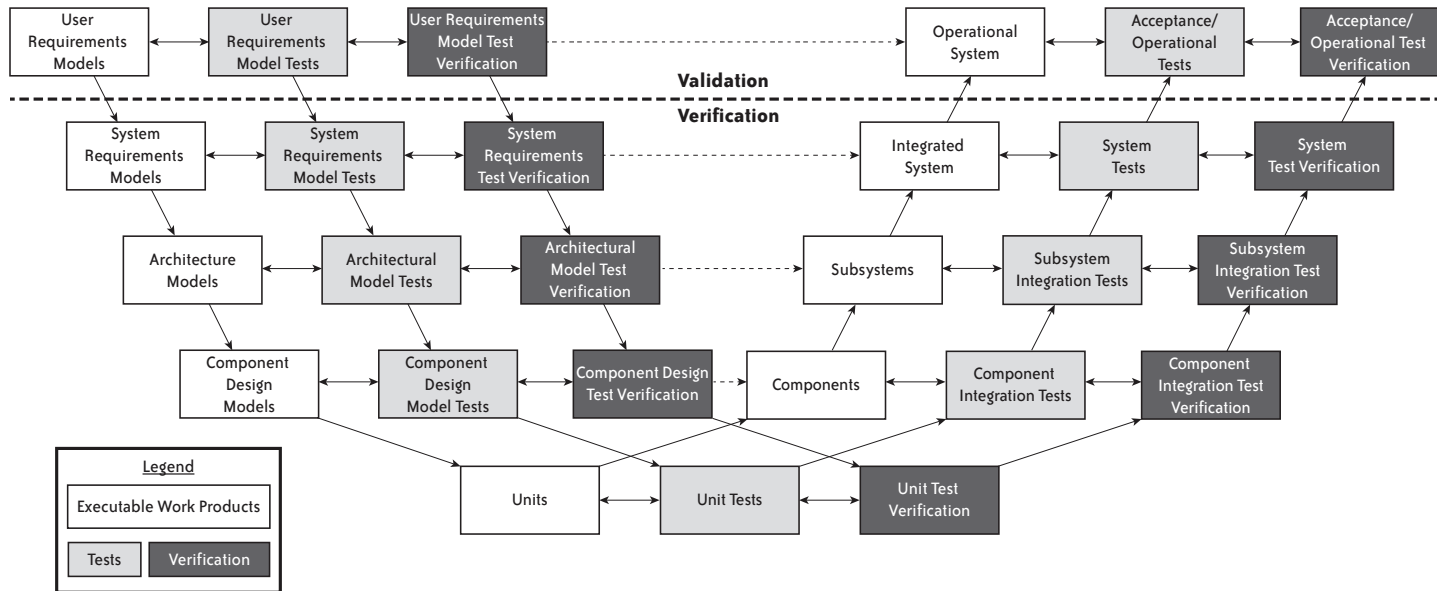 User
Requirements
Models
User
Requirements
Model Tests
User Requirements
Model Test
Verification
Operational
System
Acceptance/
Operational
Tests
Acceptance/
Operational Test
Verification
Validation
Verification
System
Requirements
Models
System
Requirements
Model Tests
System
Requirements
Test Verification
Integrated
System
System
Tests
System
Test Verification
Architecture
Models
Architectural
Model Tests
Architectural
Model Test
Verification
Subsystems
Subsystem
Integration Tests
Subsystem
Integration Test
Verification
Component
Design
Models
Component
Design
Model Tests
Component Design
Test Verification
Components
Component
Integration Tests
Component
Integration Test
Verification
Units
Unit Tests
Unit Test
Verification
Legend
Executable Work Products
Tests
Verification